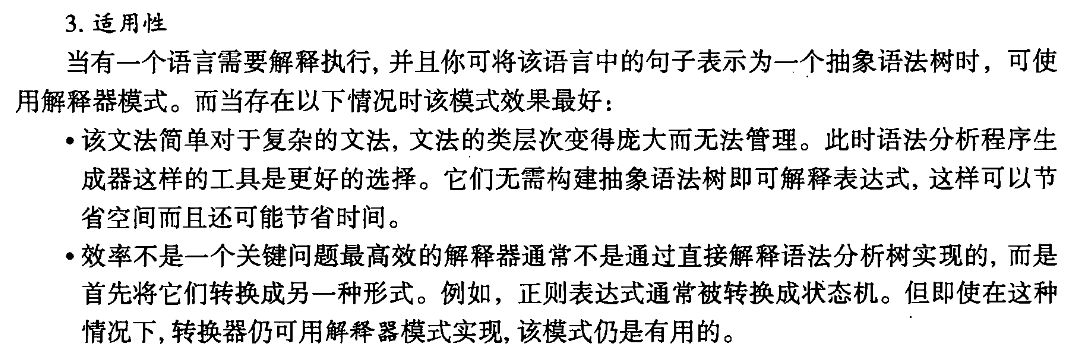 3. 适用性
当有一个语言需要解释执行, 并且你可将该语言中的句子表示为一个抽象语法树时，可使
用解释器模式。而当存在以下情况时该模式效果最好：
• 该文法简单对于复杂的文法, 文法的类层次变得庞大而无法管理。此时语法分析程序生
成器这样的工具是更好的选择。它们无需构建抽象语法树即可解释表达式, 这样可以节
省空间而且还可能节省时间。
• 效率不是一个关键问题最高效的解释器通常不是通过直接解释语法分析树实现的, 而是
首先将它们转换成另一种形式。例如，正则表达式通常被转换成状态机。但即使在这种
情况下, 转换器仍可用解释器模式实现, 该模式仍是有用的。